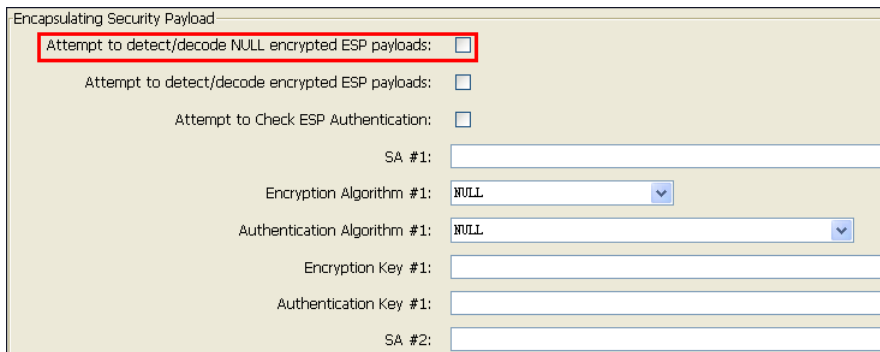 Encapsulating Security Payload
Attempt to detect/decode NULL encrypted ESP payloads:
Attempt to detect/decode encrypted ESP payloads:
Attempt to Check ESP Authentication:
SA #1:
Encryption Algorithm #1: NULL
Authentication Algorithm #1: NULL
Encryption Key #1:
Authentication Key #1:
SA #2: